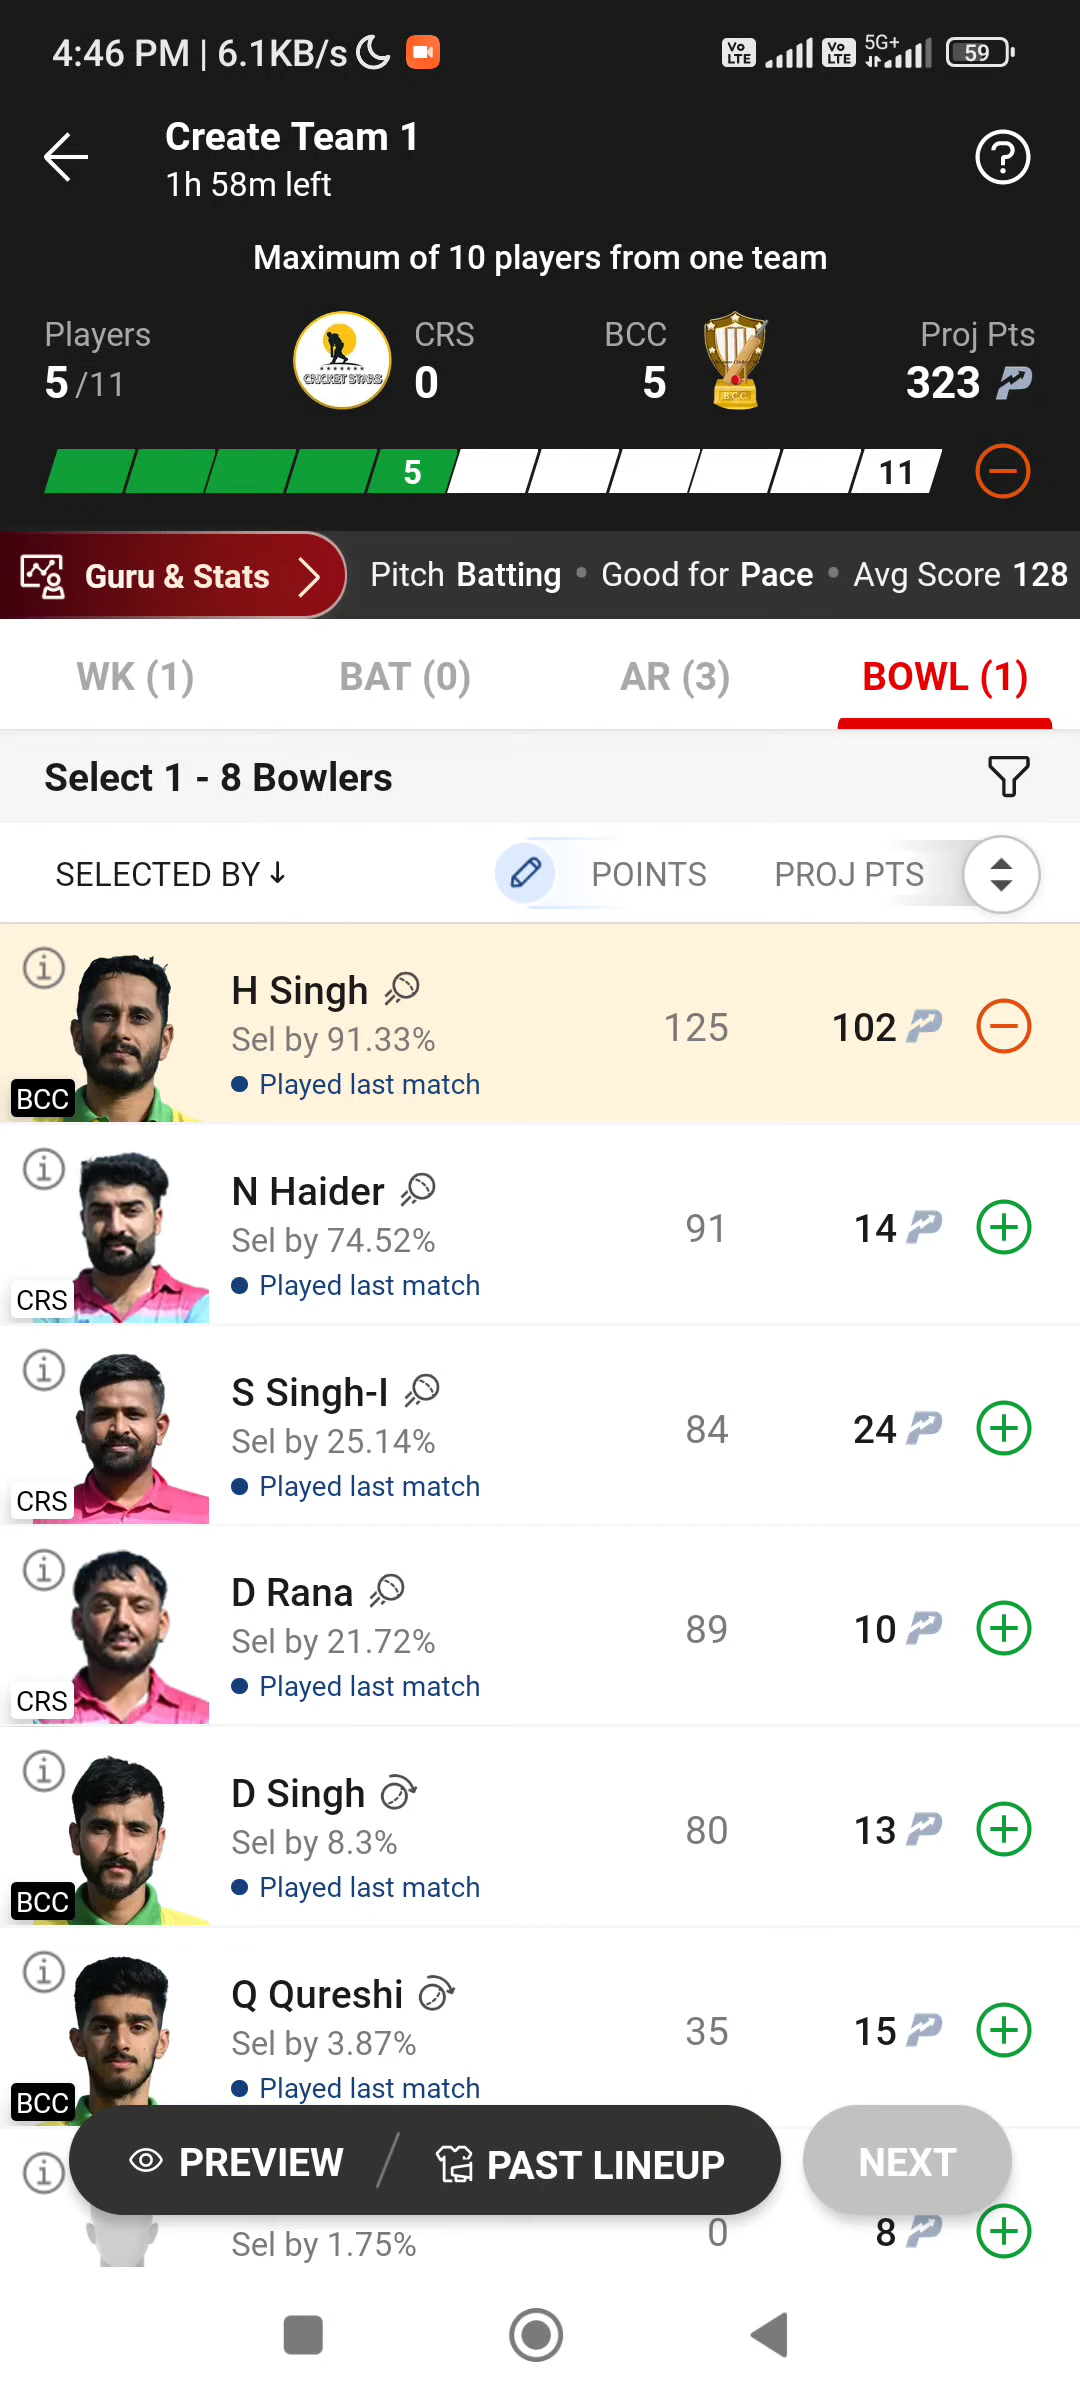 4:46 PM | 6.1KB/s
Vo LTE Vo LTE 5G+ 59
Create Team 1
1h 58m left
Maximum of 10 players from one team
Players CRS BCC Proj Pts
5/11 CRICKET STARS 0 5 B.C.C 323
5 11
Guru & Stats Pitch Batting • Good for Pace • Avg Score 128
WK (1) BAT (0) AR (3) BOWL (1)
Select 1 - 8 Bowlers
SELECTED BY ↓ POINTS PROJ PTS
H Singh
Sel by 91.33% 125 102
Played last match
BCC
N Haider
Sel by 74.52% 91 14
Played last match
CRS
S Singh-I
Sel by 25.14% 84 24
Played last match
CRS
D Rana
Sel by 21.72% 89 10
Played last match
CRS
D Singh
Sel by 8.3% 80 13
Played last match
BCC
Q Qureshi
Sel by 3.87% 35 15
Played last match
BCC
PREVIEW / PAST LINEUP NEXT
Sel by 1.75% 0 8